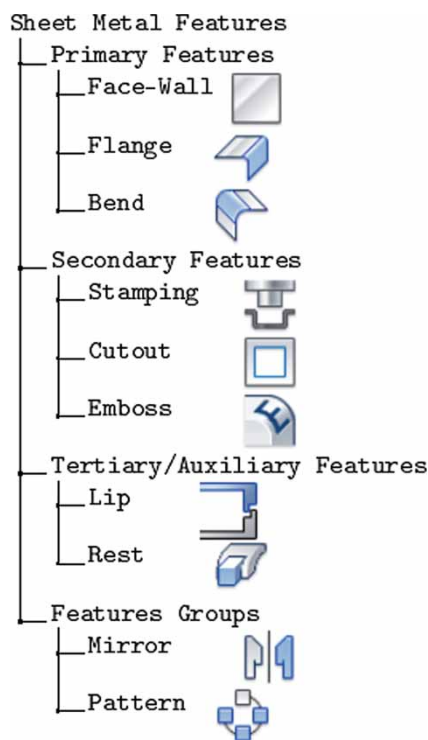 Sheet Metal Features
Primary Features
Face-Wall
Flange
Bend
Secondary Features
Stamping
Cutout
Emboss
Tertiary/Auxiliary Features
Lip
Rest
Features Groups
Mirror
Pattern